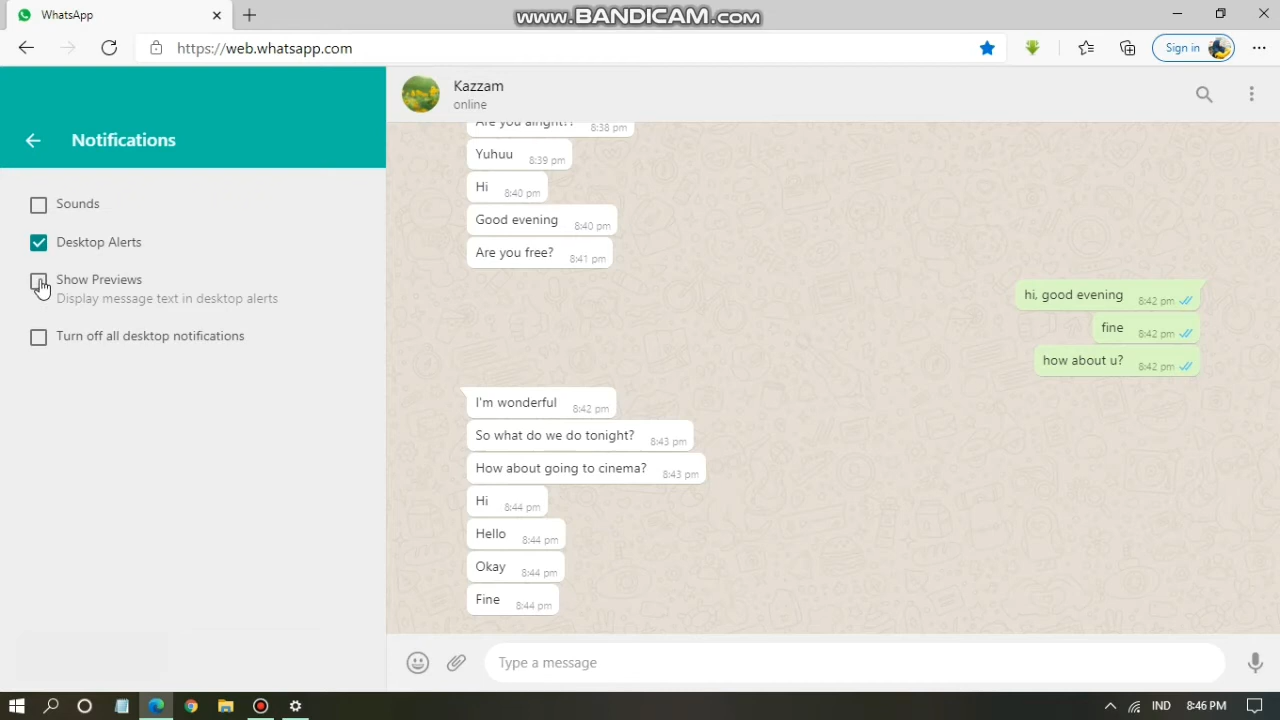 WhatsApp
www.BANDICAM.com
https://web.whatsapp.com
Sign in
Notifications
Sounds
Desktop Alerts
Show Previews
Display message text in desktop alerts
Turn off all desktop notifications
Kazzam
online
Are you alright?? 8:38 pm
Yuhuu 8:39 pm
Hi 8:40 pm
Good evening 8:40 pm
Are you free? 8:41 pm
hi, good evening 8:42 pm
fine 8:42 pm
how about u? 8:42 pm
I'm wonderful 8:42 pm
So what do we do tonight? 8:43 pm
How about going to cinema? 8:43 pm
Hi 8:44 pm
Hello 8:44 pm
Okay 8:44 pm
Fine 8:44 pm
Type a message
IND 8:46 PM